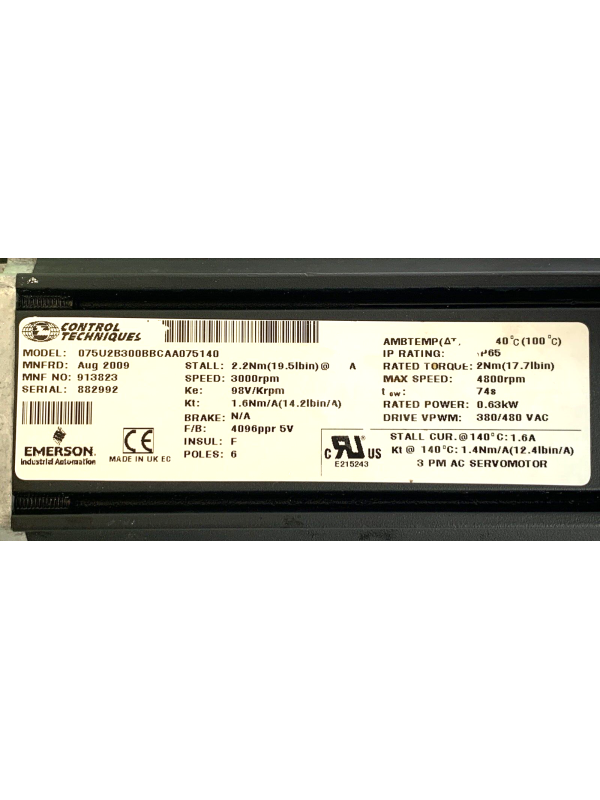 CONTROL
TECHNIQUES
MODEL: 075U2B300BBCAA075140
MNFRD: Aug 2009
MNF NO: 913823
SERIAL: 882992
STALL: 2.2Nm(19.5lbin)@ A
SPEED: 3000rpm
Ke: 98V/Krpm
Kt: 1.6Nm/A(14.2lbin/A)
BRAKE: N/A
F/B: 4096ppr 5V
INSUL: F
POLES: 6
EMERSON
Industrial Automation
CE
MADE IN UK EC
AMBTEMP(ΔT, 40°C(100°C)
IP RATING: IP65
RATED TORQUE: 2Nm(17.7lbin)
MAX SPEED: 4800rpm
t sw: 74s
RATED POWER: 0.63kW
DRIVE VPWM: 380/480 VAC
C RU US
E215243
STALL CUR.@140°C: 1.6A
Kt @ 140°C: 1.4Nm/A(12.4lbin/A)
3 PM AC SERVOMOTOR